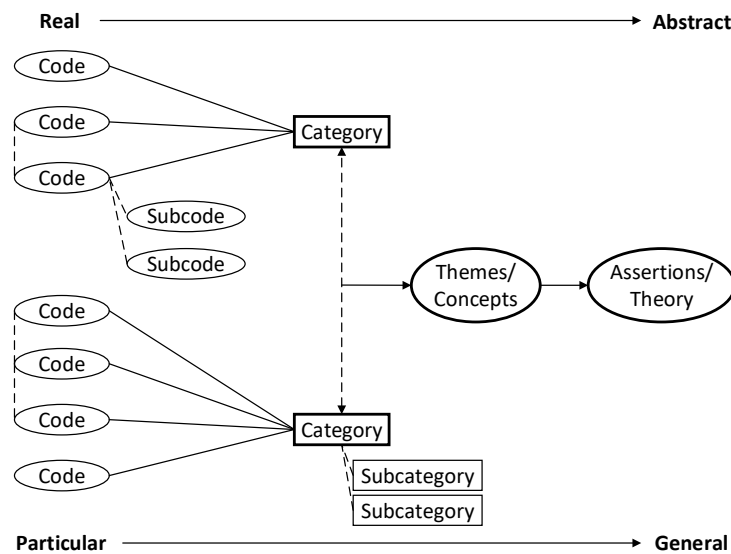 Real
Abstract
Code
Code
Category
Code
Subcode
Subcode
Themes/
Concepts
Assertions/
Theory
Code
Code
Code
Category
Code
Subcategory
Subcategory
Particular
General